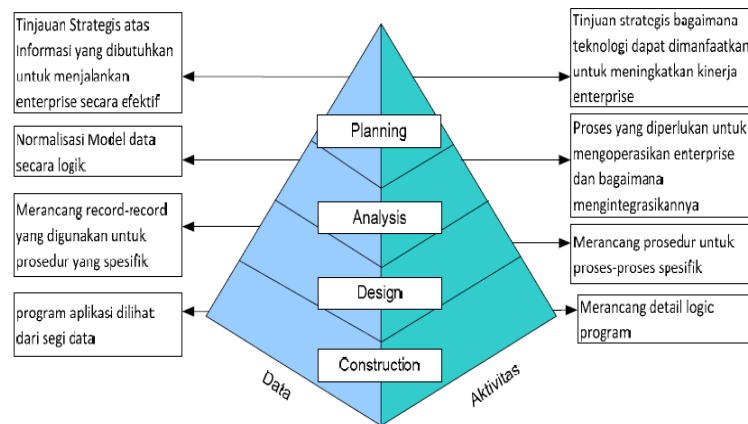 Tinjauan Strategis atas
Informasi yang dibutuhkan
untuk menjalankan
enterprise secara efektif
Normalisasi Model data
secara logik
Merancang record-record
yang digunakan untuk
prosedur yang spesifik
program aplikasi dilihat
dari segi data
Planning
Analysis
Design
Construction
Data
Aktivitas
Tinjuan strategis bagaimana
teknologi dapat dimanfaatkan
untuk meningkatkan kinerja
enterprise
Proses yang diperlukan untuk
mengoperasikan enterprise
dan bagaimana
mengintegrasikannya
Merancang prosedur untuk
proses-proses spesifik
Merancang detail logic
program